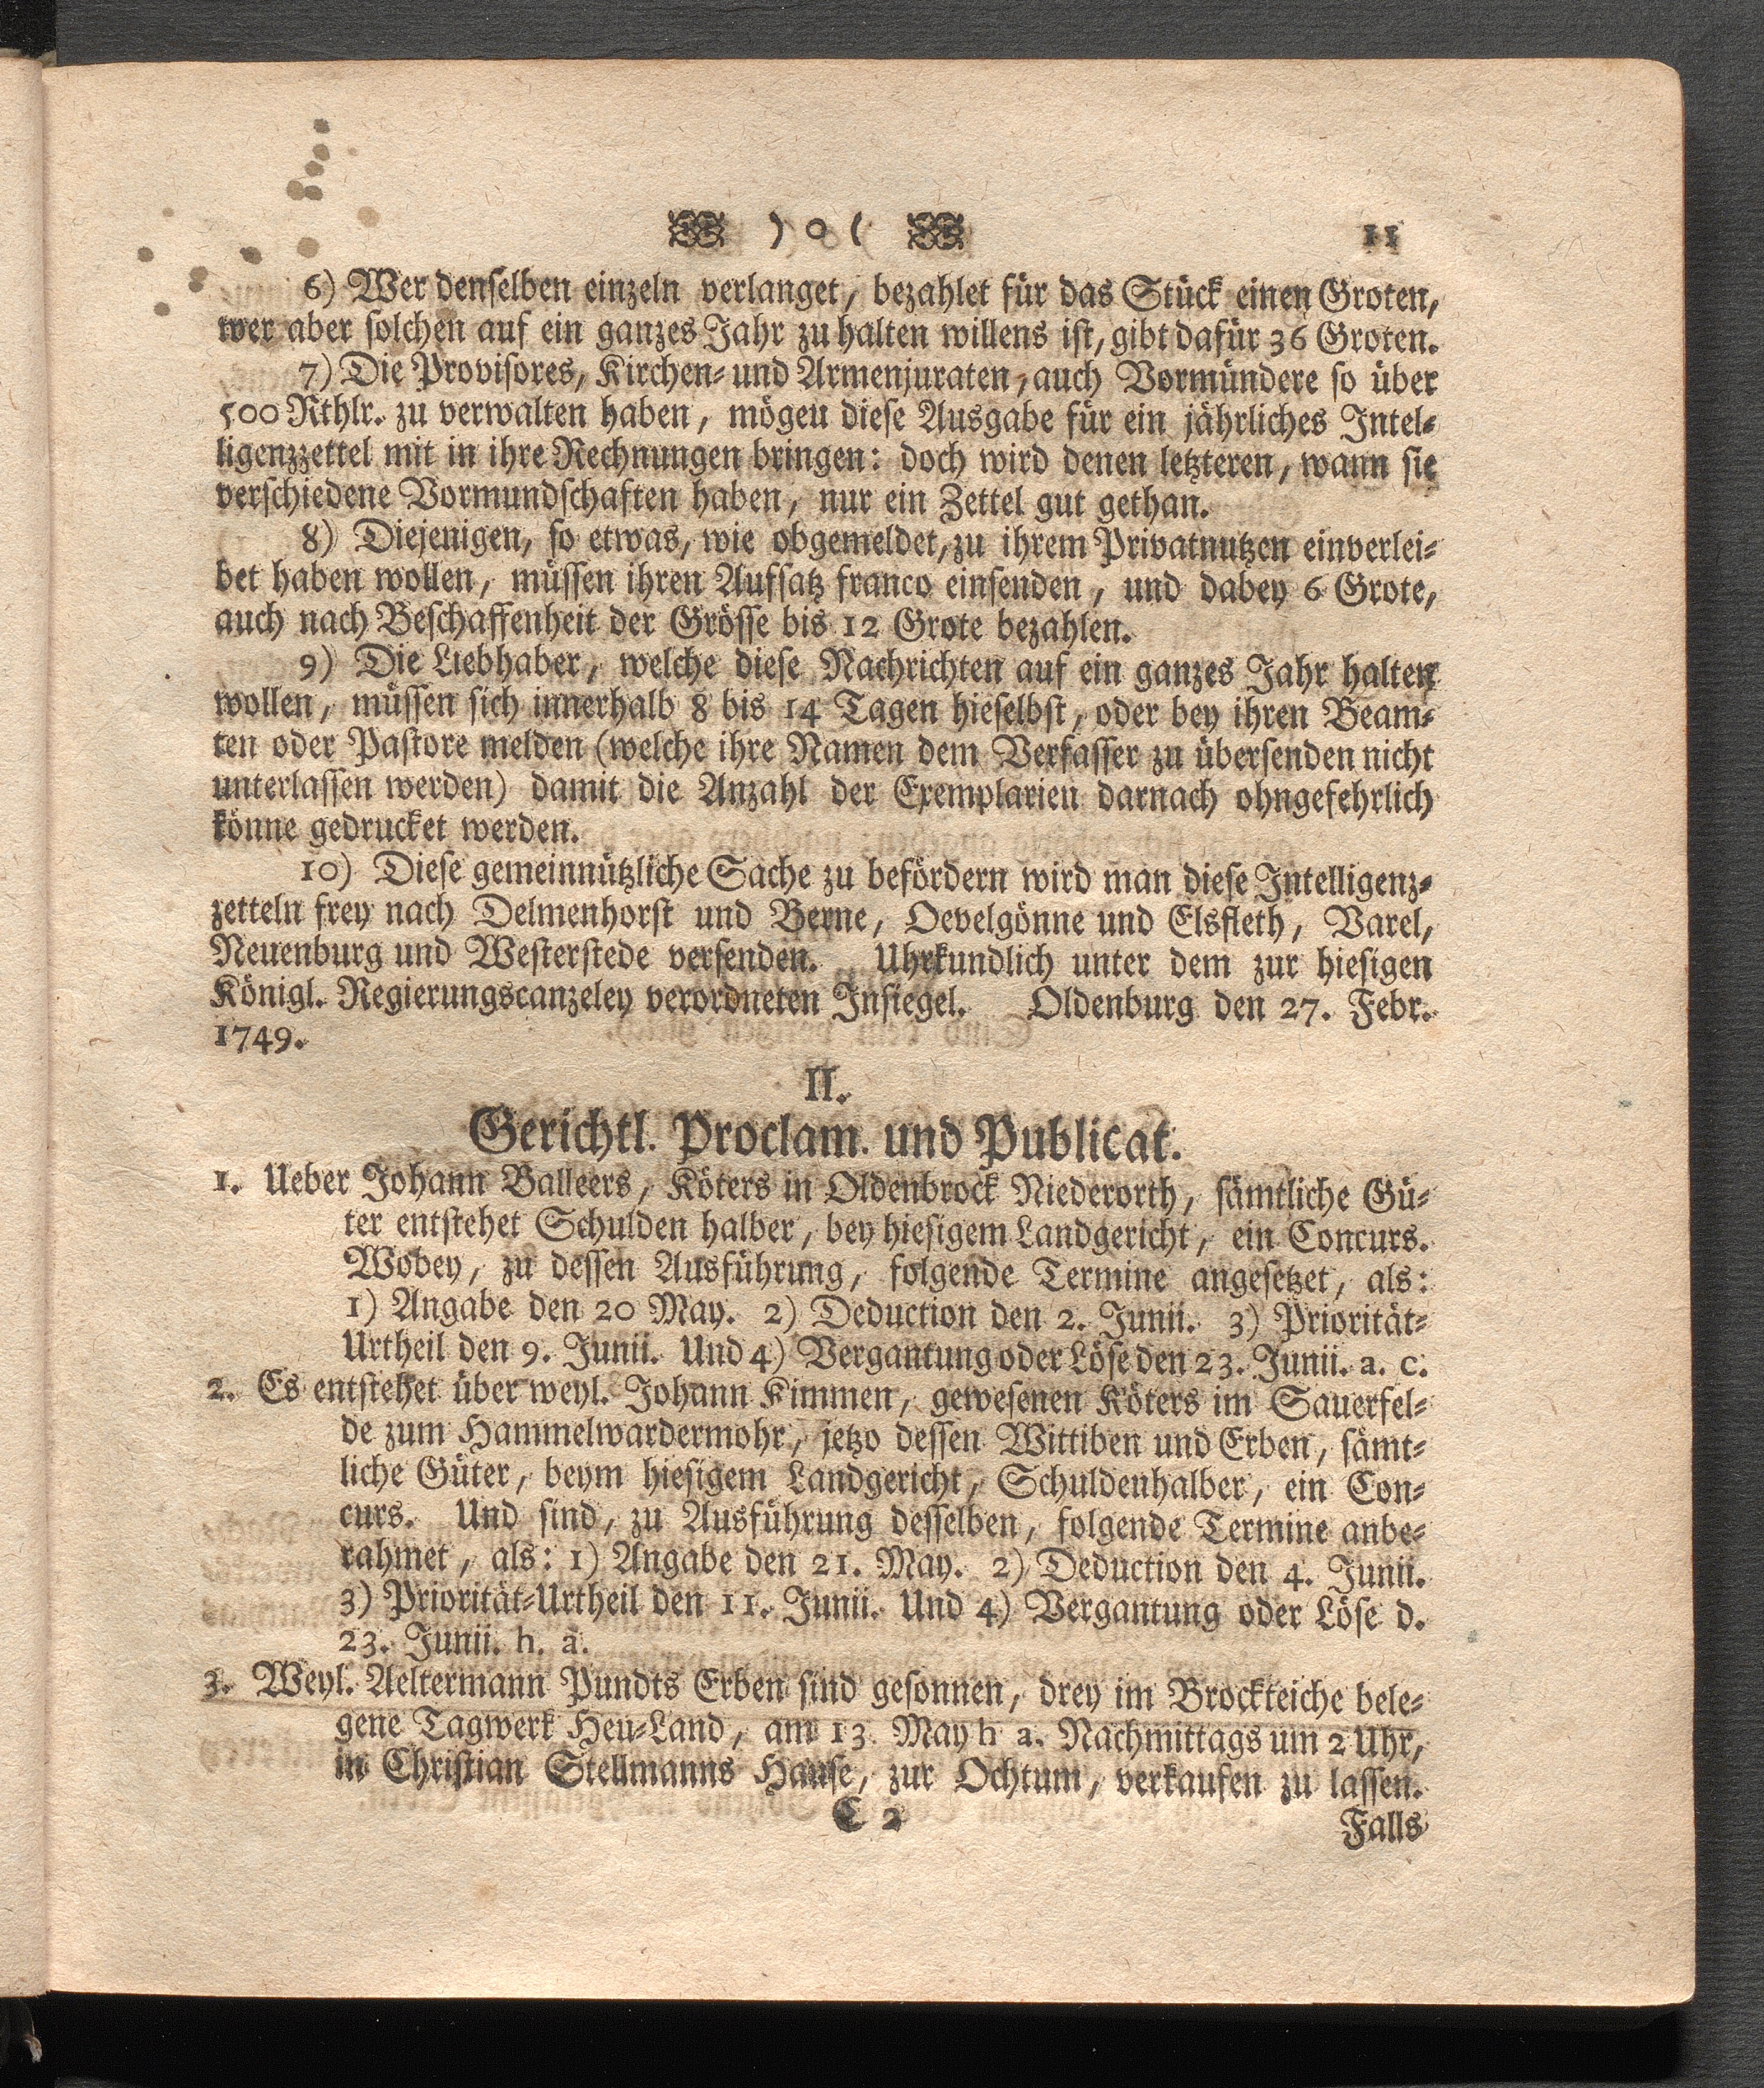 ) o ( 11
6) Wer denselben einzeln verlanget, bezahlet für das Stück einen Groten,
wer aber solchen auf ein ganzes Jahr zu halten willens ist, gibt dafür 36 Groten.
7) Die Provisores, Kirchen- und Armenjuraten, auch Vormündere so über
500 Rthlr. zu verwalten haben, mögeu diese Ausgabe für ein jährliches Intel-
ligenzzettel mit in ihre Rechnungen bringen: doch wird denen letzteren, wann sie
verschiedene Vormundschaften haben, nur ein Zettel gut gethan.
8) Diejenigen, so etwas, wie obgemeldet, zu ihrem Privatnutzen einverlei-
bet haben wollen, müssen ihren Aufsatz franco einsenden, und dabey 6 Grote,
auch nach Beschaffenheit der Grösse bis 12 Grote bezahlen.
9) Die Liebhaber, welche diese Nachrichten auf ein ganzes Jahr halten
wollen, müssen sich innerhalb 8 bis 14 Tagen hieselbst, oder bey ihren Beam-
ten oder Pastore melden (welche ihre Namen dem Verfasser zu übersenden nicht
unterlassen werden) damit die Anzahl der Exemplarien darnach ohngefehrlich
könne gedrucket werden.
10) Diese gemeinnützliche Sache zu befördern wird man diese Intelligenz-
zetteln frey nach Delmenhorst und Berne, Oevelgönne und Elsfleth, Varel,
Neuenburg und Westerstede versenden. Uhrkundlich unter dem zur hiesigen
Königl. Regierungscanzeley verordneten Insiegel. Oldenburg den 27. Febr.
1749.
II.
Gerichtl. Proclam. und Publicat.
1. Ueber Johann Balleers, Köters in Oldenbrock Niederorth, sämtliche Gü-
ter entstehet Schulden halber, bey hiesigem Landgericht, ein Concurs.
Wobey, zu dessen Ausführung, folgende Termine angesetzet, als:
1) Angabe den 20 May. 2) Deduction den 2. Junii. 3) Priorität-
Urtheil den 9. Junii. Und 4) Vergantung oder Löse den 23. Junii. a. c.
2. Es entstehet über weyl. Johann Kimmen, gewesenen Köters im Sauerfel-
de zum Hammelwardermohr, jetzo dessen Wittiben und Erben, sämt-
liche Güter, beym hiesigem Landgericht, Schuldenhalber, ein Con-
curs. Und sind, zu Ausführung desselben, folgende Termine anbe-
rahmet, als: 1) Angabe den 21. May. 2) Deduction den 4. Junii.
3) Priorität-Urtheil den 11. Junii. Und 4) Vergantung oder Löse d.
23. Junii. h. a.
3. Weyl. Aeltermann Pundts Erben sind gesonnen, drey im Brockteiche bele-
gene Tagwerk Heu-Land, am 13. May h a. Nachmittags um 2 Uhr,
in Christian Stellmanns Hause, zur Ochtum, verkaufen zu lassen.
C 2 Falls